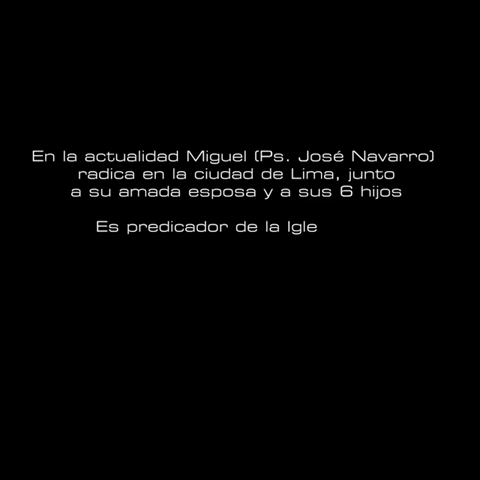 En la actualidad Miguel (Ps. José Navarro)
radica en la ciudad de Lima, junto
a su amada esposa y a sus 6 hijos
Es predicador de la Igle